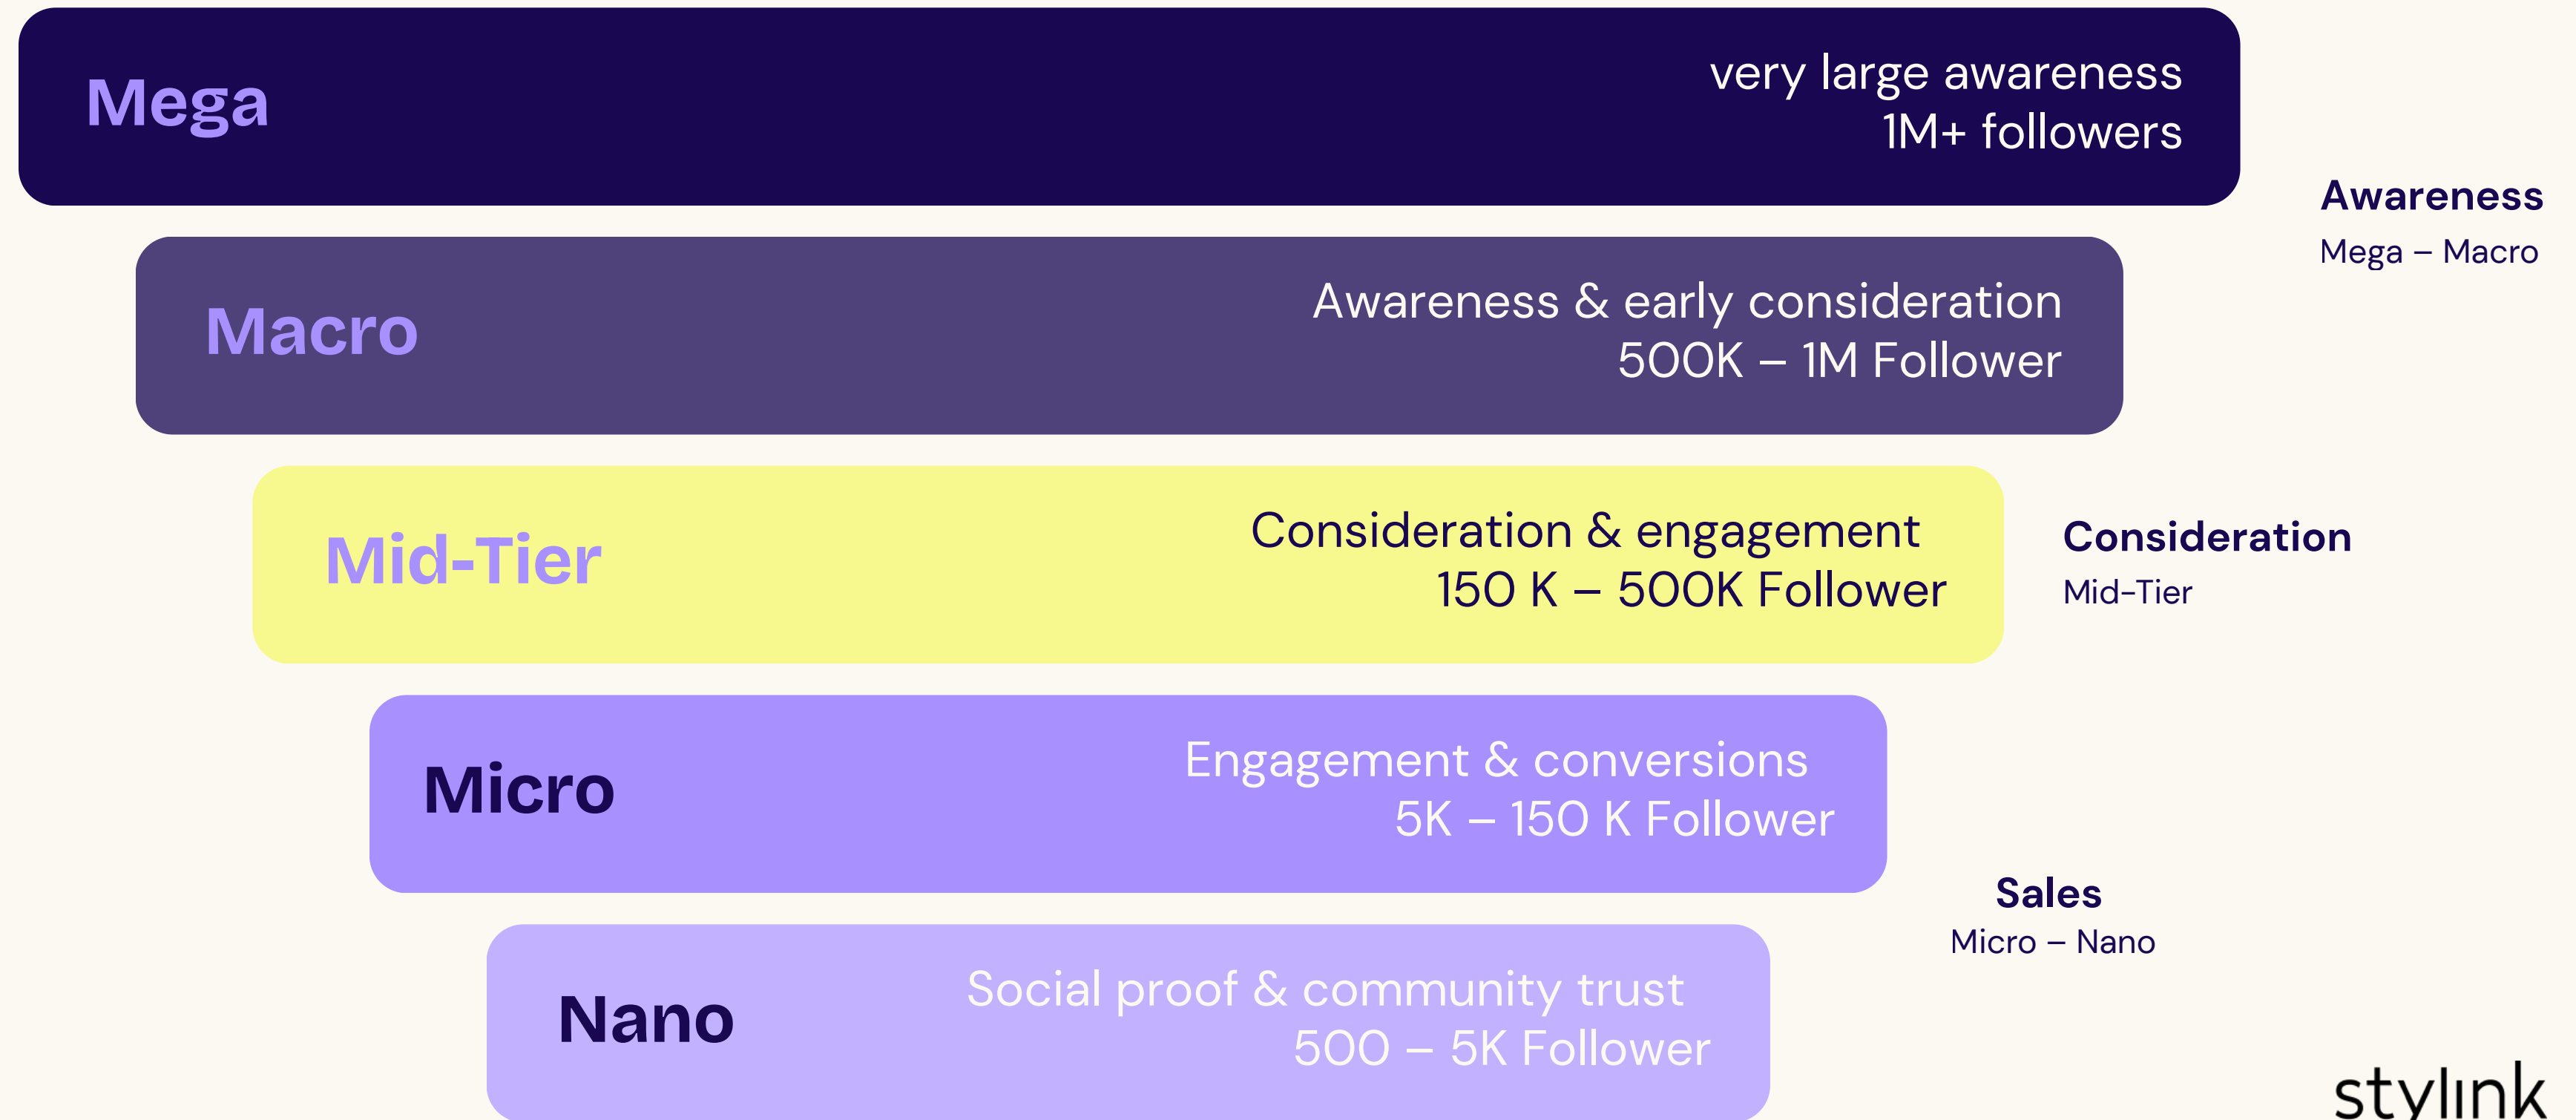 Mega
very large awareness
1M+ followers
Awareness
Mega – Macro
Macro
Awareness & early consideration
500K – 1M Follower
Mid-Tier
Consideration & engagement
150 K – 500K Follower
Consideration
Mid-Tier
Micro
Engagement & conversions
5K – 150 K Follower
Sales
Micro – Nano
Nano
Social proof & community trust
500 – 5K Follower
stylink